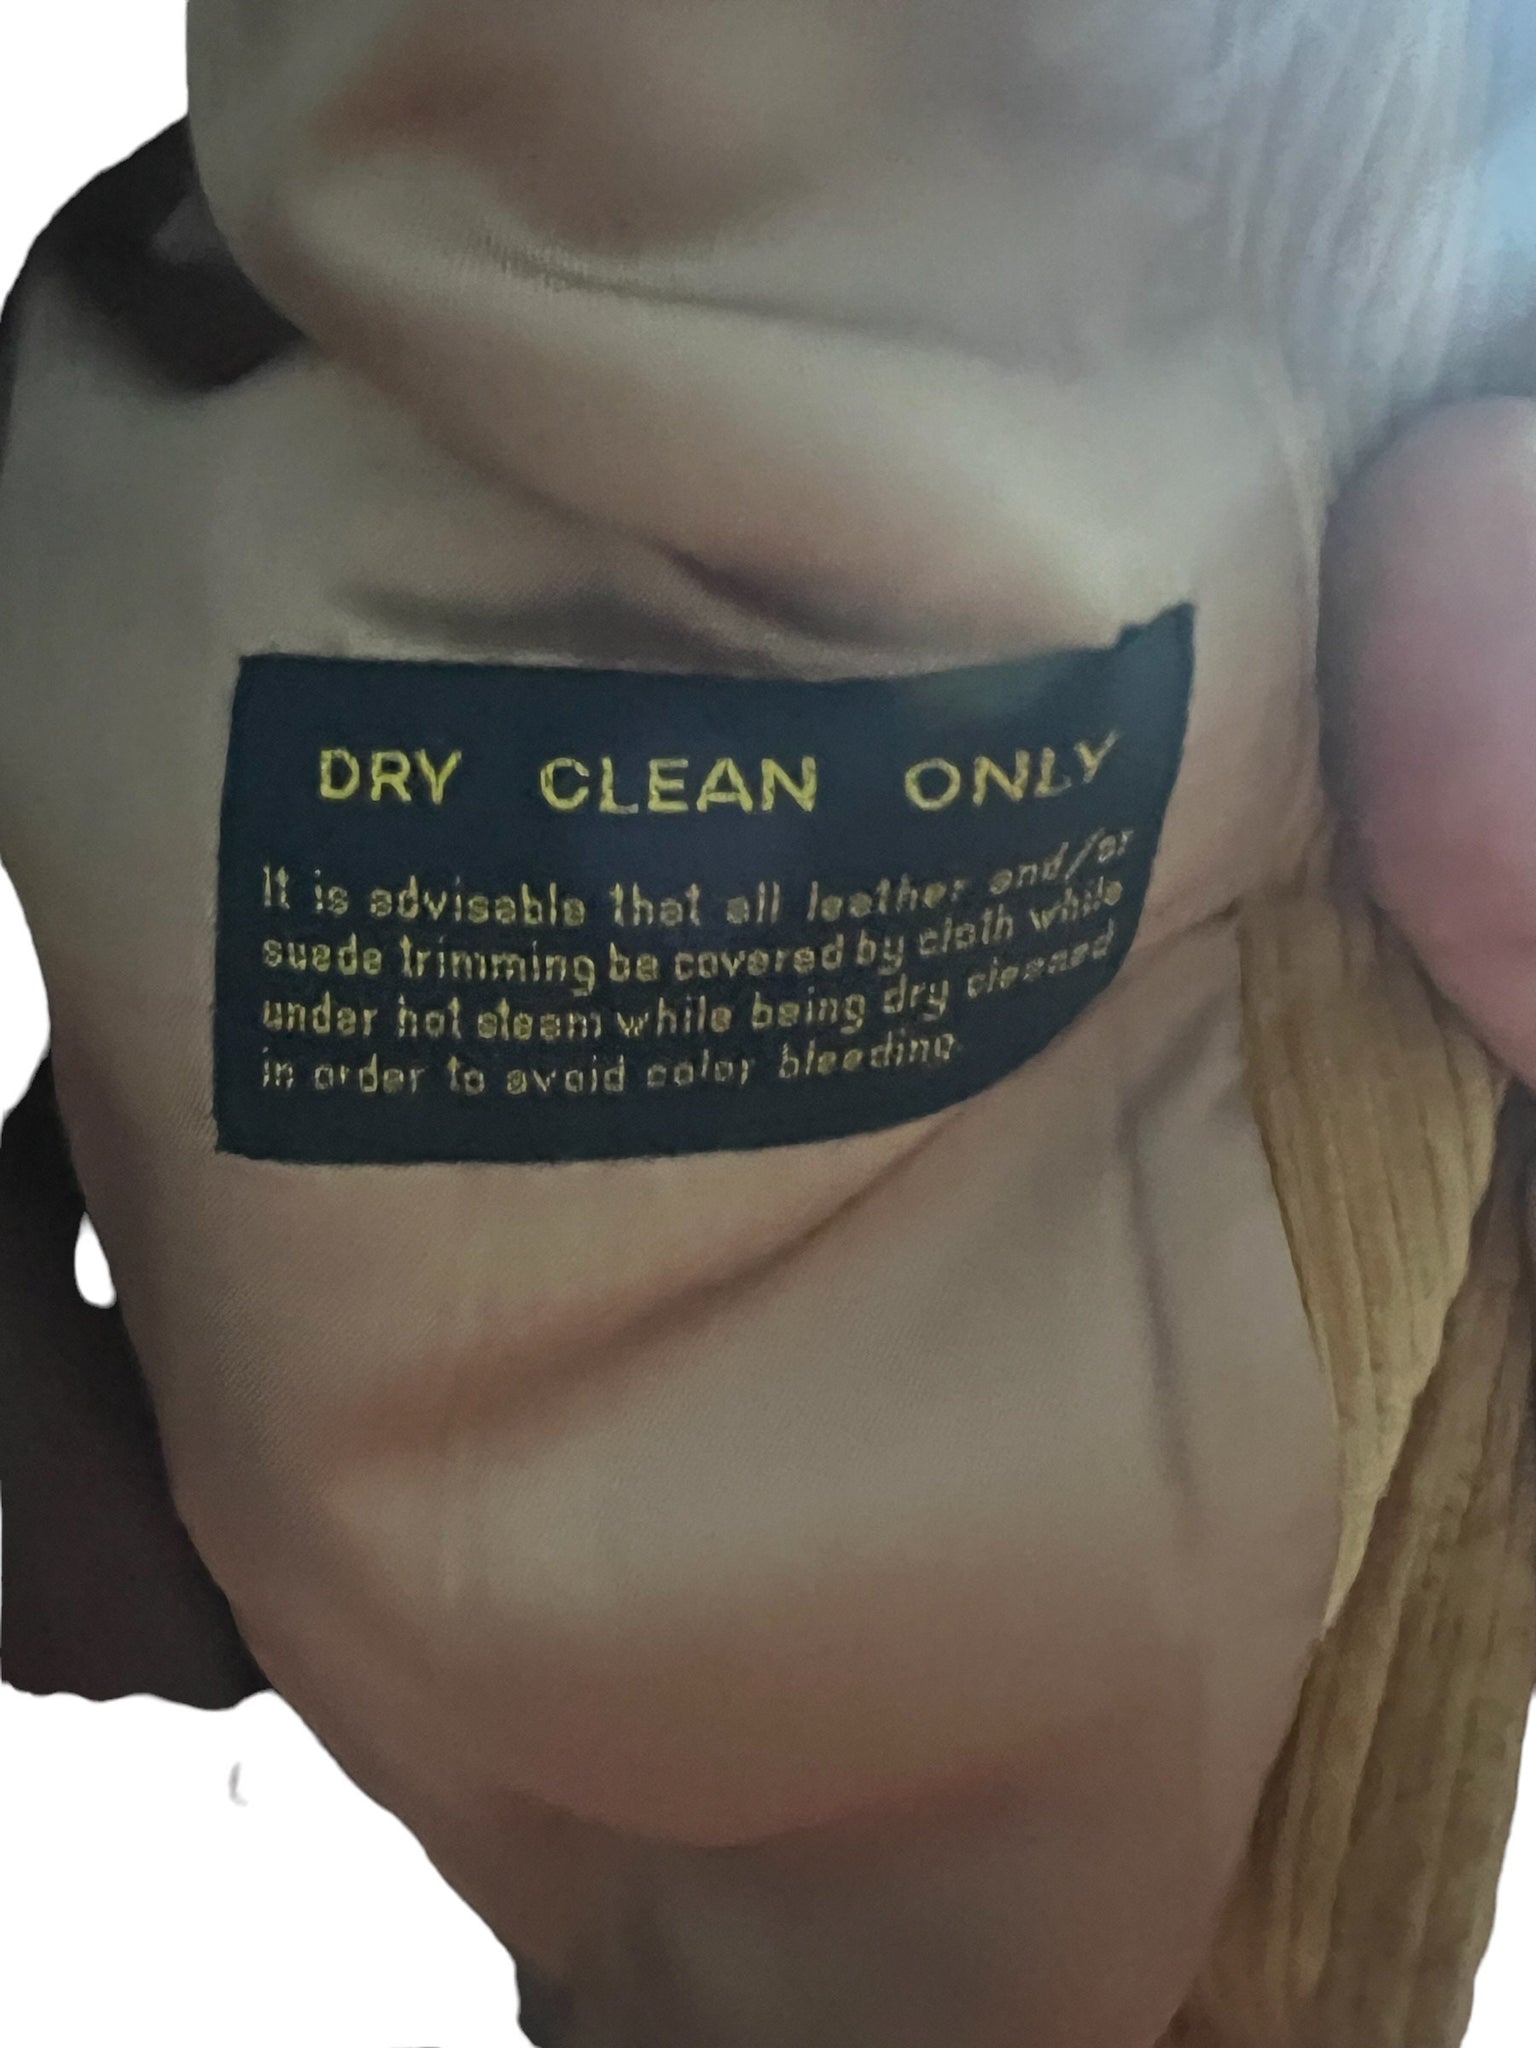 DRY CLEAN ONLY
It is advisable that all leather and/or
suede trimming be covered by cloth while
under hot steam while being dry cleaned
in order to avoid color bleeding.